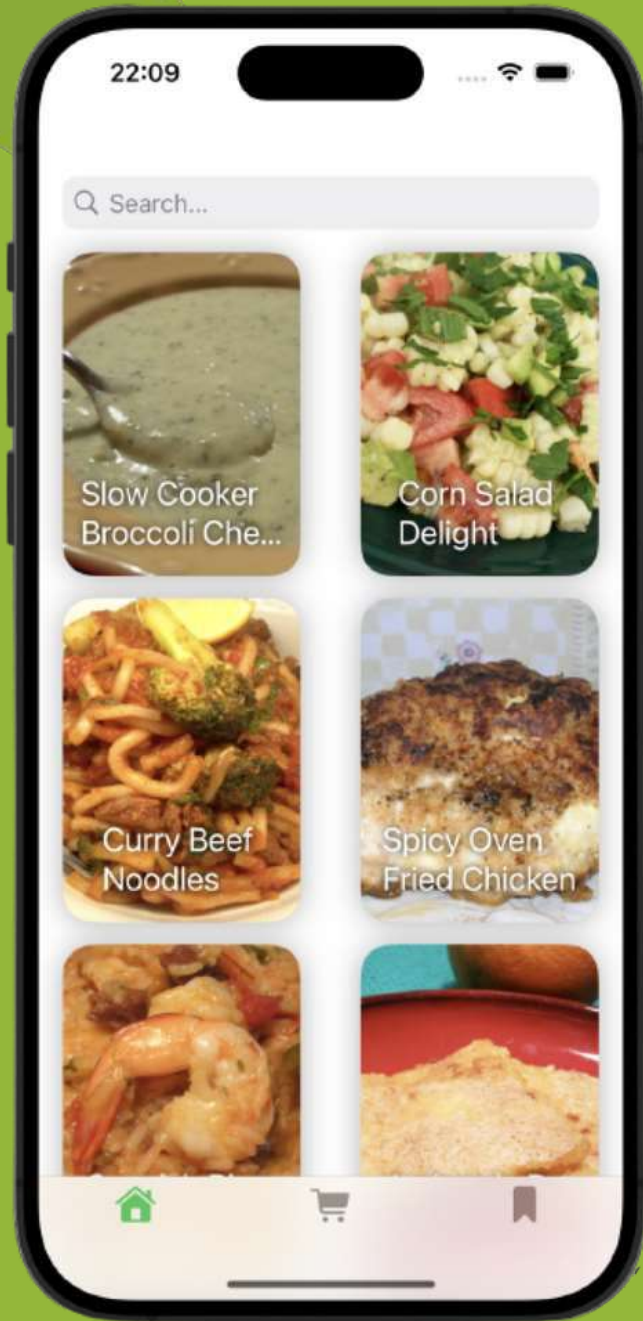 22:09
Search...
Slow Cooker
Broccoli Che...
Corn Salad
Delight
Curry Beef
Noodles
Spicy Oven
Fried Chicken